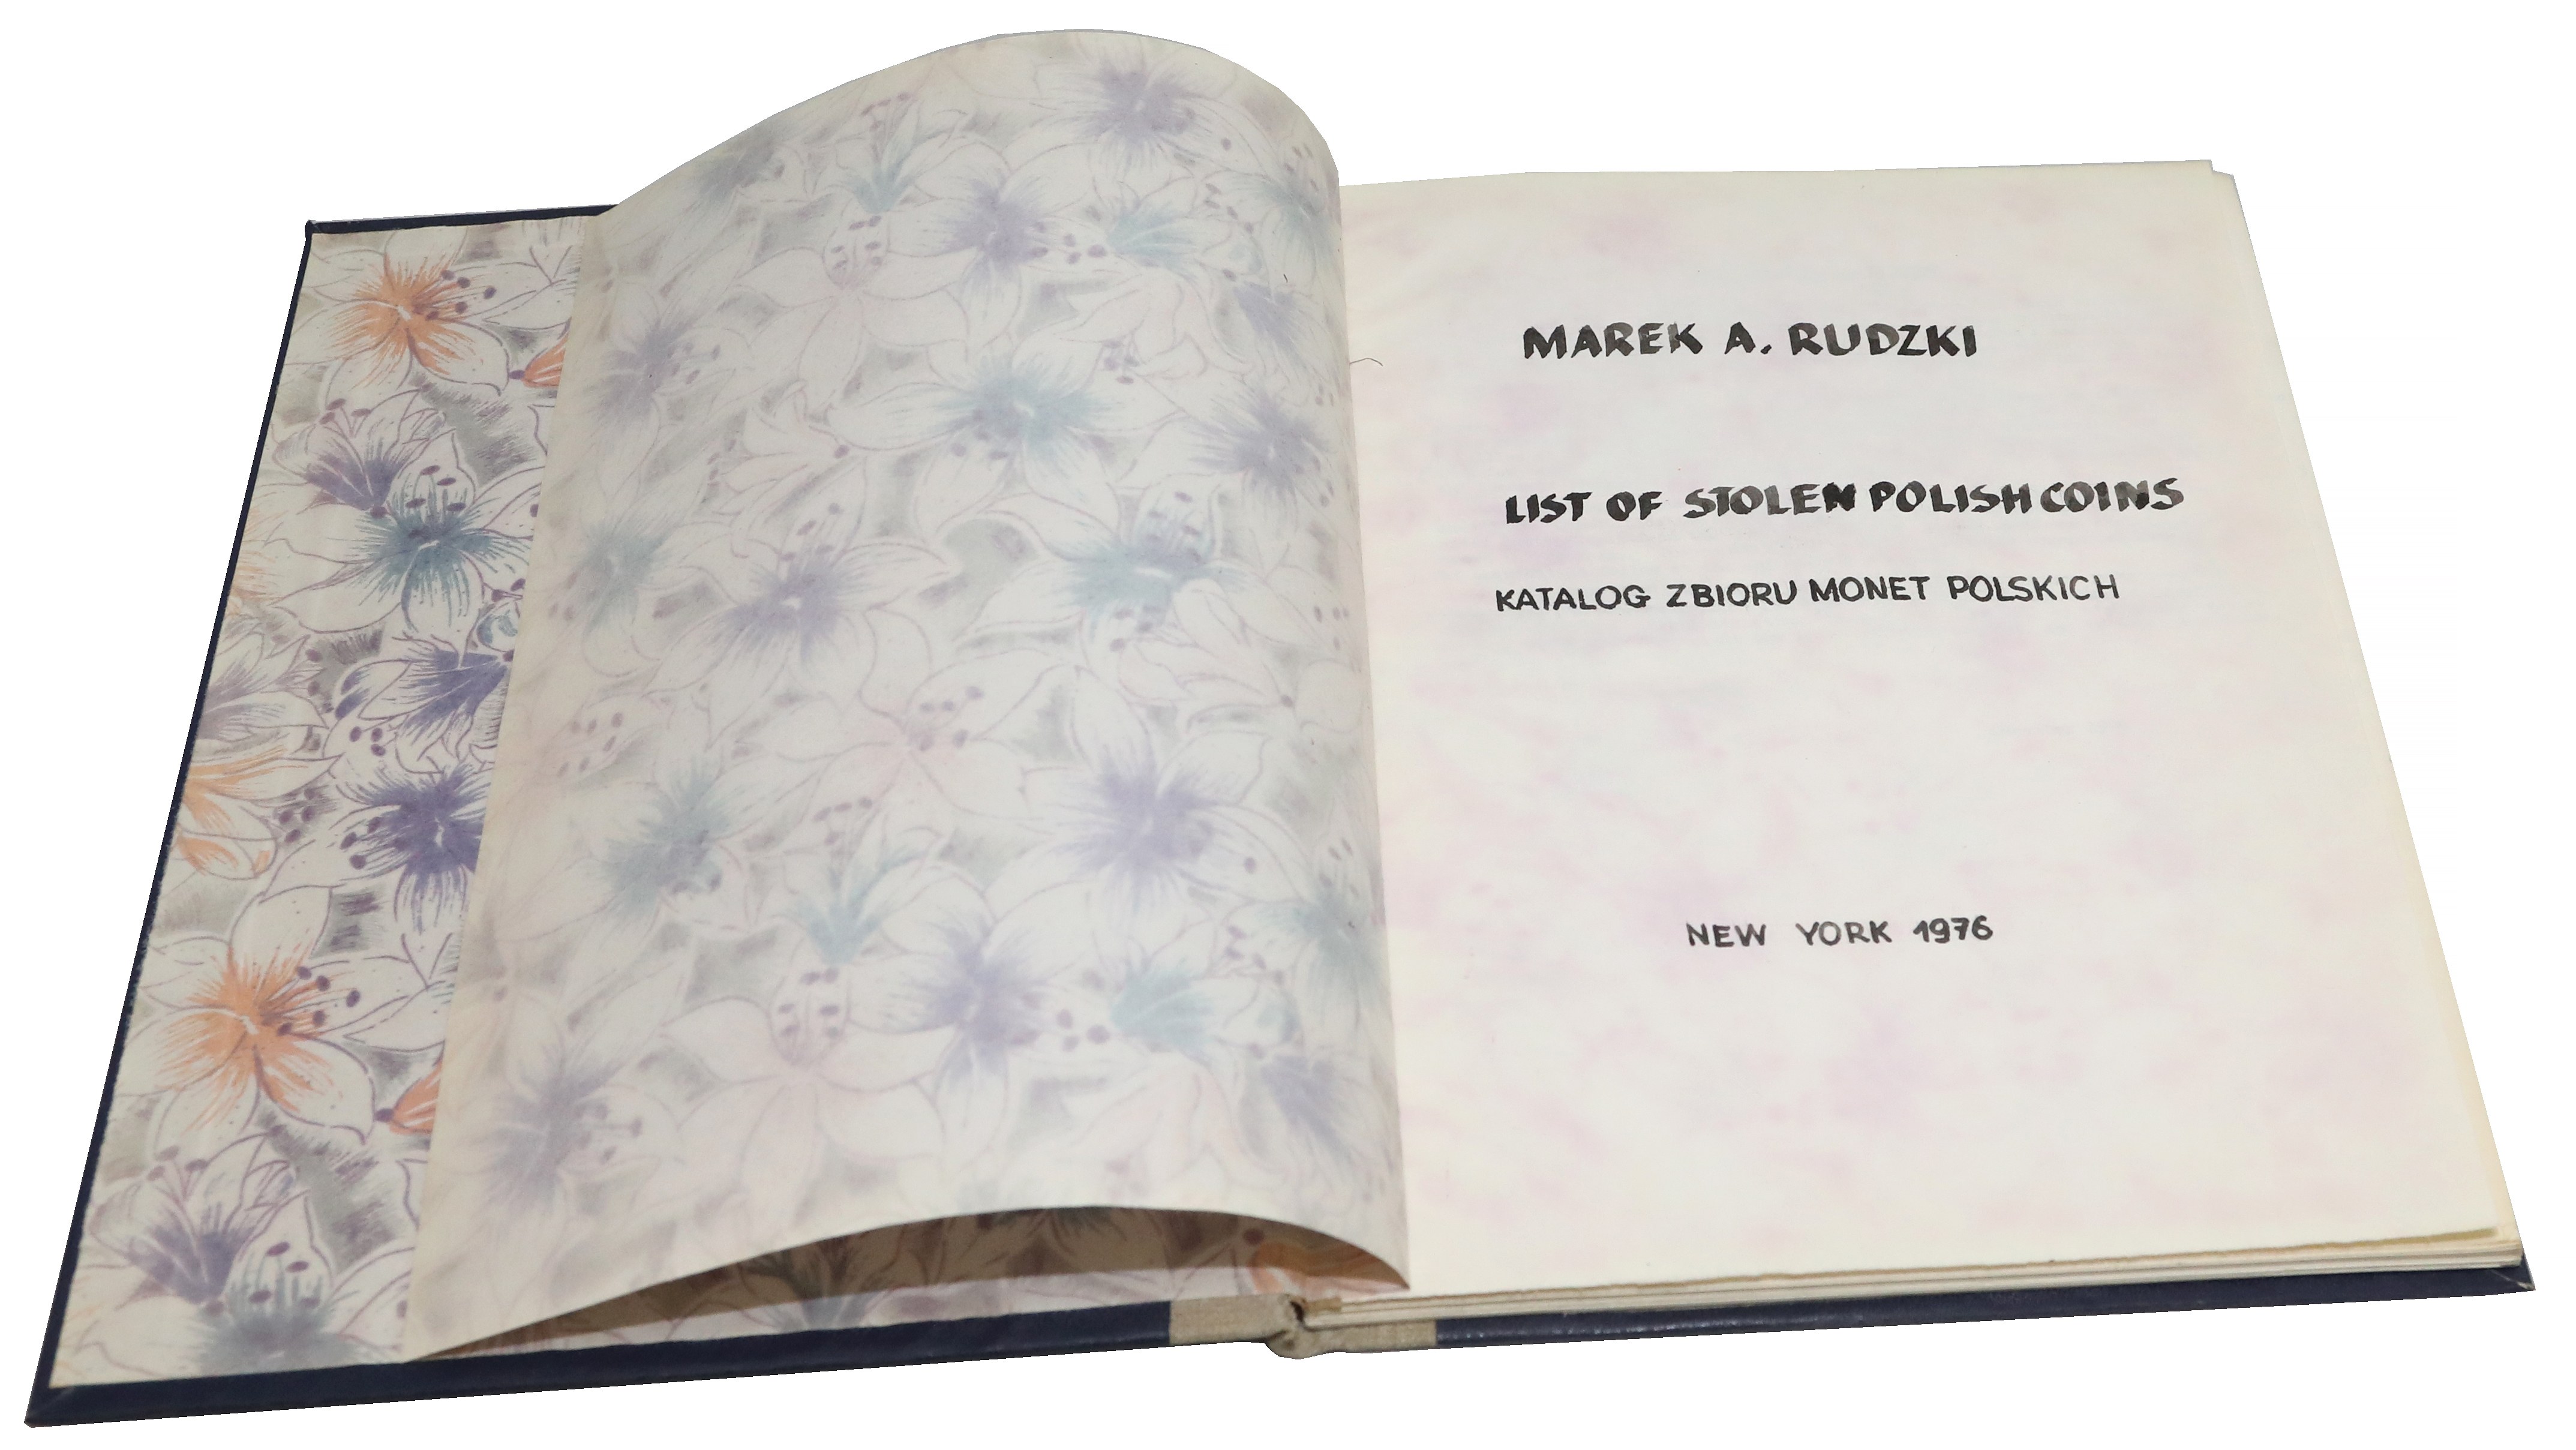 MAREK A. RUDZKI
LIST OF STOLEN POLISH COINS
KATALOG ZBIORU MONET POLSKICH
NEW YORK 1976